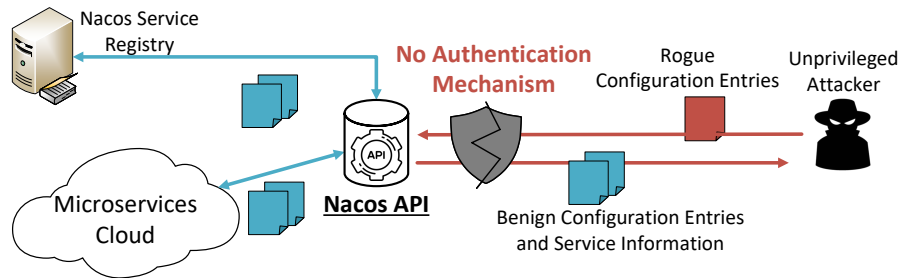 Nacos Service
Registry
No Authentication
Mechanism
Rogue
Configuration Entries
Unprivileged
Attacker
API
Nacos API
Microservices
Cloud
Benign Configuration Entries
and Service Information